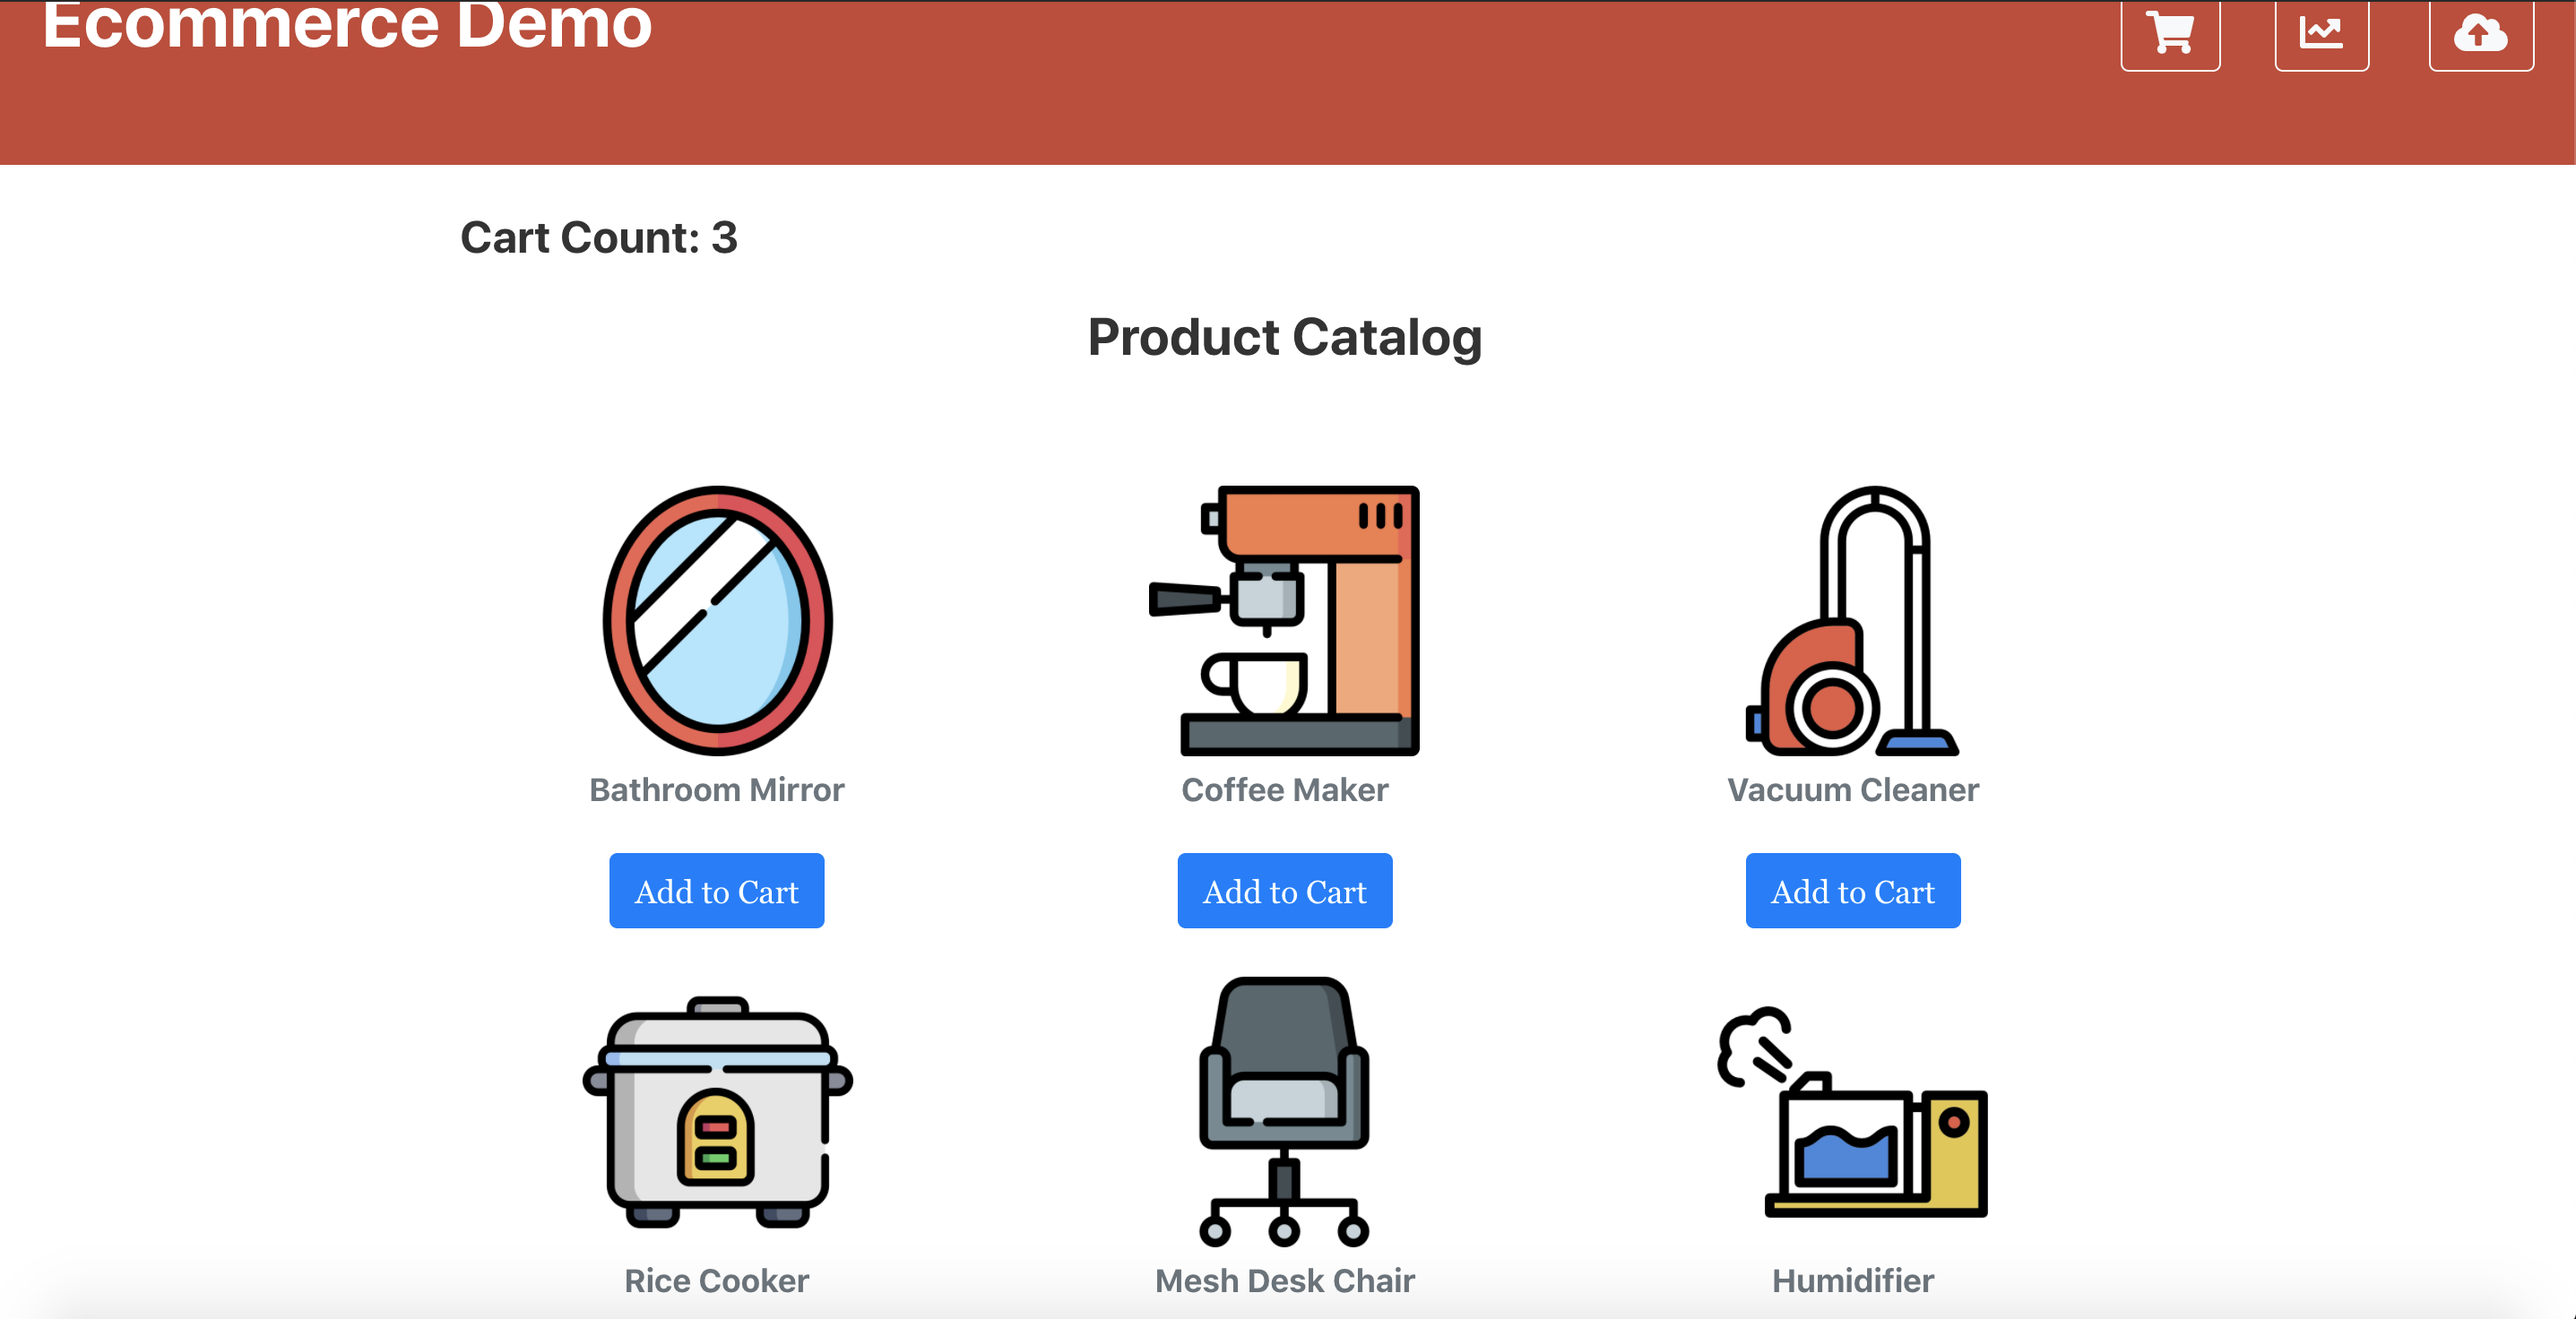 Ecommerce Demo
Cart Count: 3
Product Catalog
Bathroom Mirror
Coffee Maker
Vacuum Cleaner
Add to Cart
Add to Cart
Add to Cart
Rice Cooker
Mesh Desk Chair
Humidifier